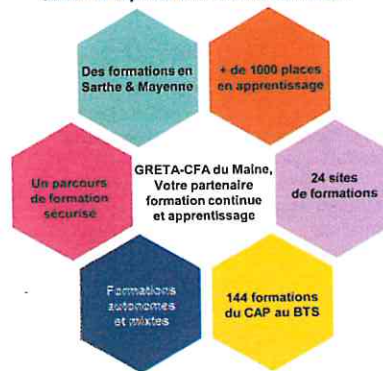 Des formations en
Sarthe & Mayenne
+ de 1000 places
en apprentissage
Un parcours
de formation
sécurisé
GRETA-CFA du Maine,
Votre partenaire
formation continue
et apprentissage
24 sites
de formations
Formations
autonomes
et mixtes
144 formations
du CAP au BTS